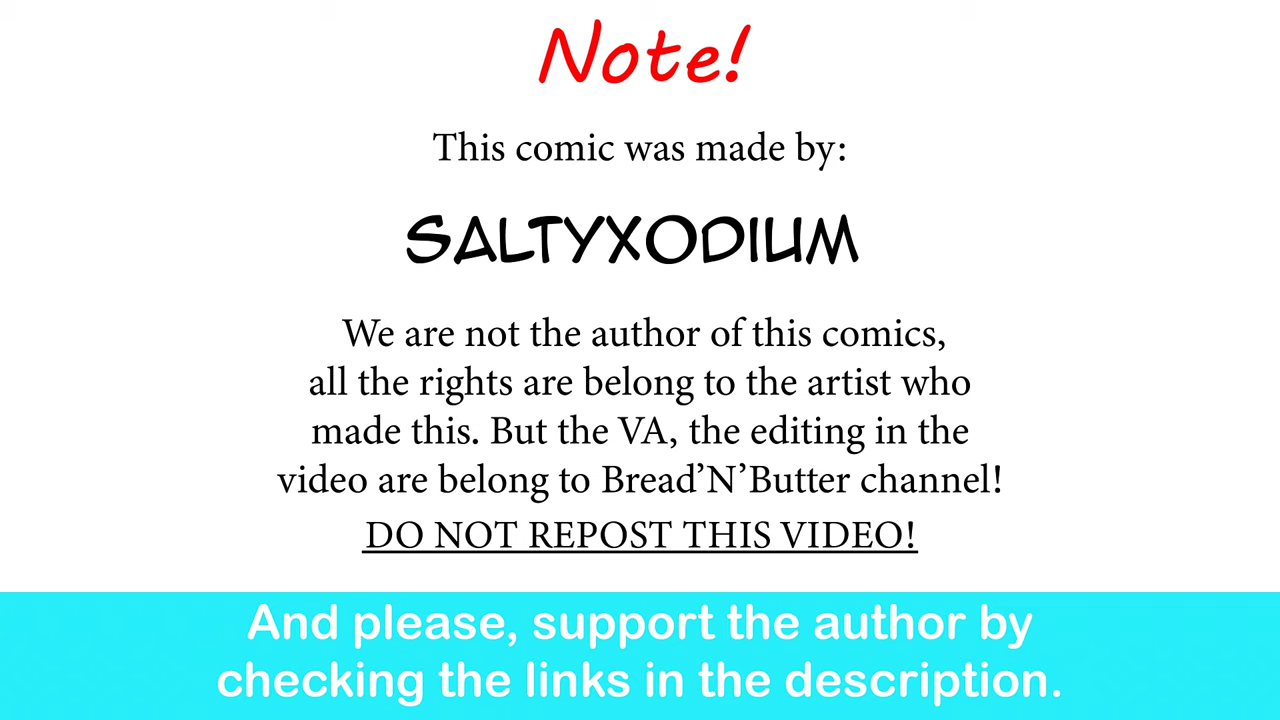 Note!
This comic was made by:
SALTYXODIUM
We are not the author of this comics,
all the rights are belong to the artist who
made this. But the VA, the editing in the
video are belong to Bread’N’Butter channel!
DO NOT REPOST THIS VIDEO!
And please, support the author by
checking the links in the description.